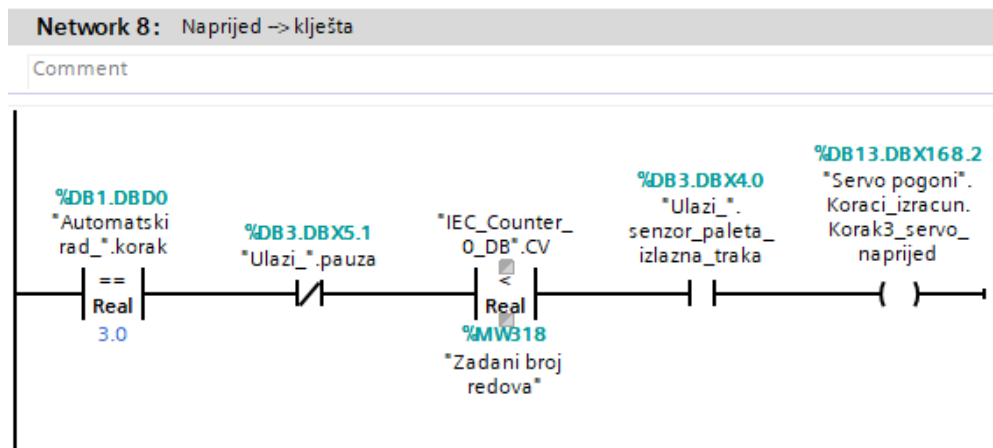 Network 8: Naprijed --> klješta
Comment
%DB1.DBD0
"Automatski
rad_".korak
==
Real
3.0
%DB3.DBX5.1
"Ulazi_".pauza
"IEC_Counter_
0_DB".CV
<
Real
%MW318
"Zadani broj
redova"
%DB3.DBX4.0
"Ulazi_".
senzor_paleta_
izlazna_traka
%DB13.DBX168.2
"Servo pogoni".
Koraci_izracun.
Korak3_servo_
naprijed